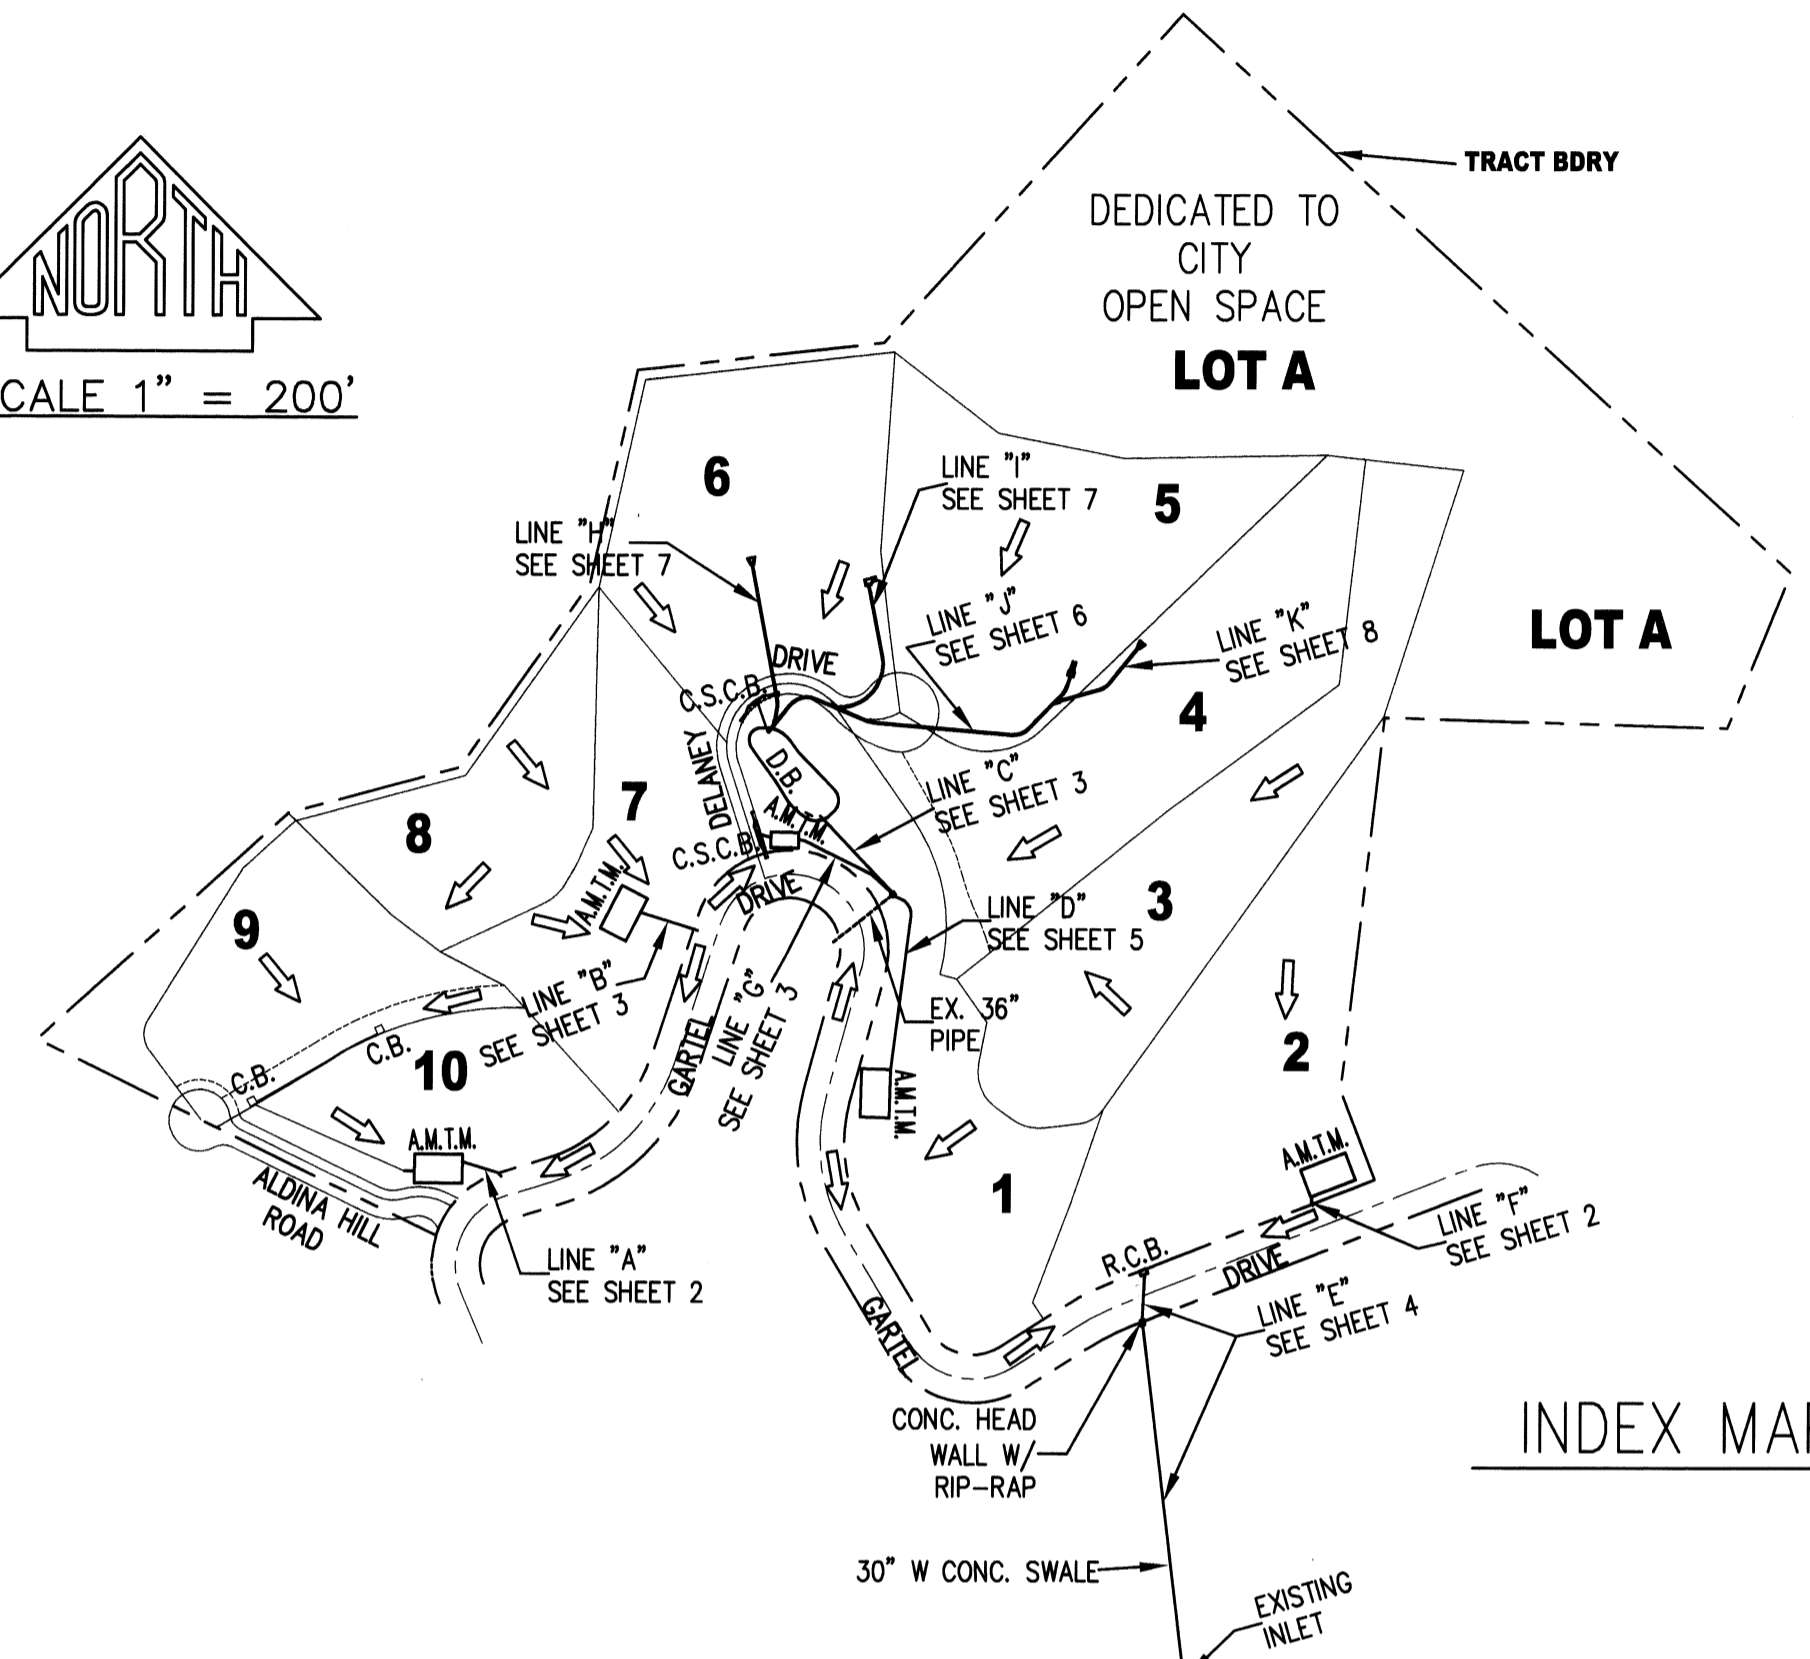 NORTH
CALE 1" = 200'
TRACT BDRY
DEDICATED TO
CITY
OPEN SPACE
LOT A
6
LINE "I"
SEE SHEET 7
5
LINE "H"
SEE SHEET 7
LINE "J"
SEE SHEET 6
LINE "K"
SEE SHEET 8
LOT A
DRIVE
C.S.C.B.
4
DELANEY
D.B.
LINE "C"
SEE SHEET 3
7
8
A.M.T.M.
C.S.C.B.
A.M.T.M.
DRIVE
3
9
LINE "D"
SEE SHEET 5
LINE "B"
SEE SHEET 3
LINE "G"
SEE SHEET 3
EX. 36"
PIPE
2
C.B.
C.B.
10
GARTEL
A.M.T.M.
A.M.T.M.
A.M.T.M.
1
ALDINA HILL
ROAD
LINE "A"
SEE SHEET 2
LINE "F"
SEE SHEET 2
R.C.B.
DRIVE
GARTEL
LINE "E"
SEE SHEET 4
CONC. HEAD
WALL W/
RIP-RAP
INDEX MA
30" W CONC. SWALE
EXISTING
INLET